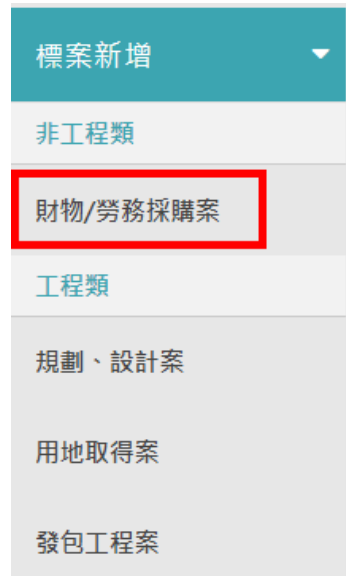 標案新增
非工程類
財物/勞務採購案
工程類
規劃、設計案
用地取得案
發包工程案